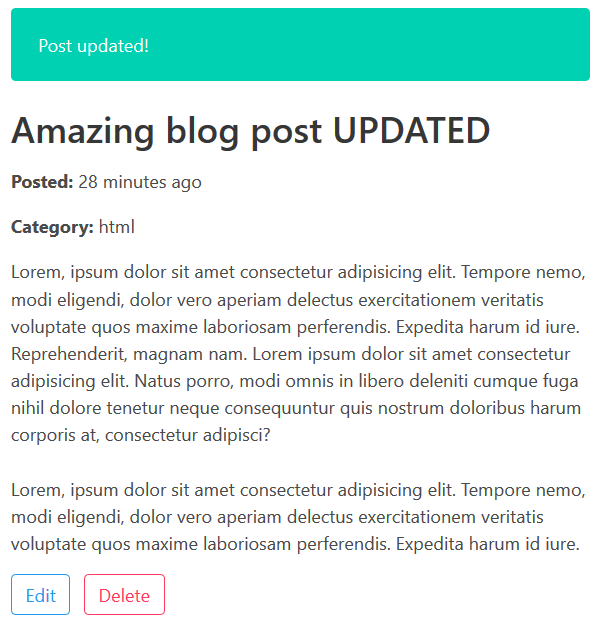 Post updated!
Amazing blog post UPDATED
Posted: 28 minutes ago
Category: html
Lorem, ipsum dolor sit amet consectetur adipisicing elit. Tempore nemo,
modi eligendi, dolor vero aperiam delectus exercitationem veritatis
voluptate quos maxime laboriosam perferendis. Expedita harum id iure.
Reprehenderit, magnam nam. Lorem ipsum dolor sit amet consectetur
adipisicing elit. Natus porro, modi omnis in libero deleniti cumque fuga
nihil dolore tenetur neque consequuntur quis nostrum doloribus harum
corporis at, consectetur adipisci?
Lorem, ipsum dolor sit amet consectetur adipisicing elit. Tempore nemo,
modi eligendi, dolor vero aperiam delectus exercitationem veritatis
voluptate quos maxime laboriosam perferendis. Expedita harum id iure.
Edit Delete